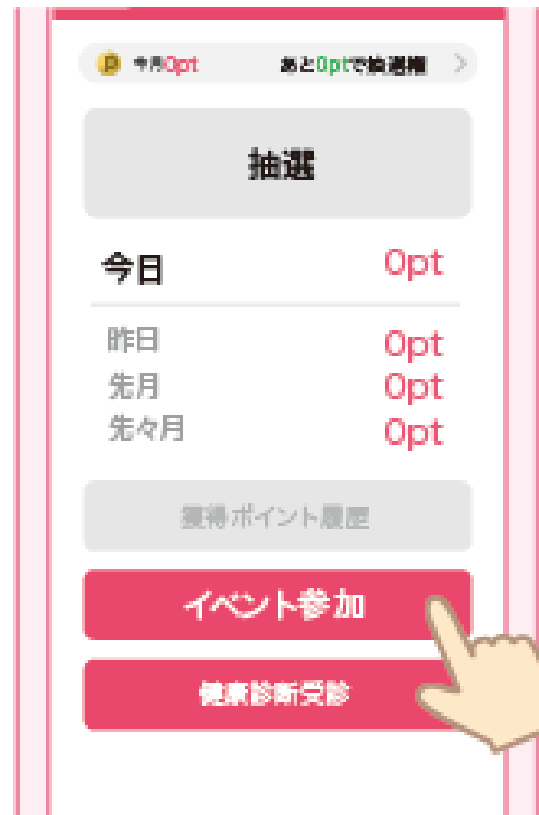 今月0pt あと0ptで抽選権
抽選
今日 0pt
昨日 0pt
先月 0pt
先々月 0pt
獲得ポイント履歴
イベント参加
健康診断受診